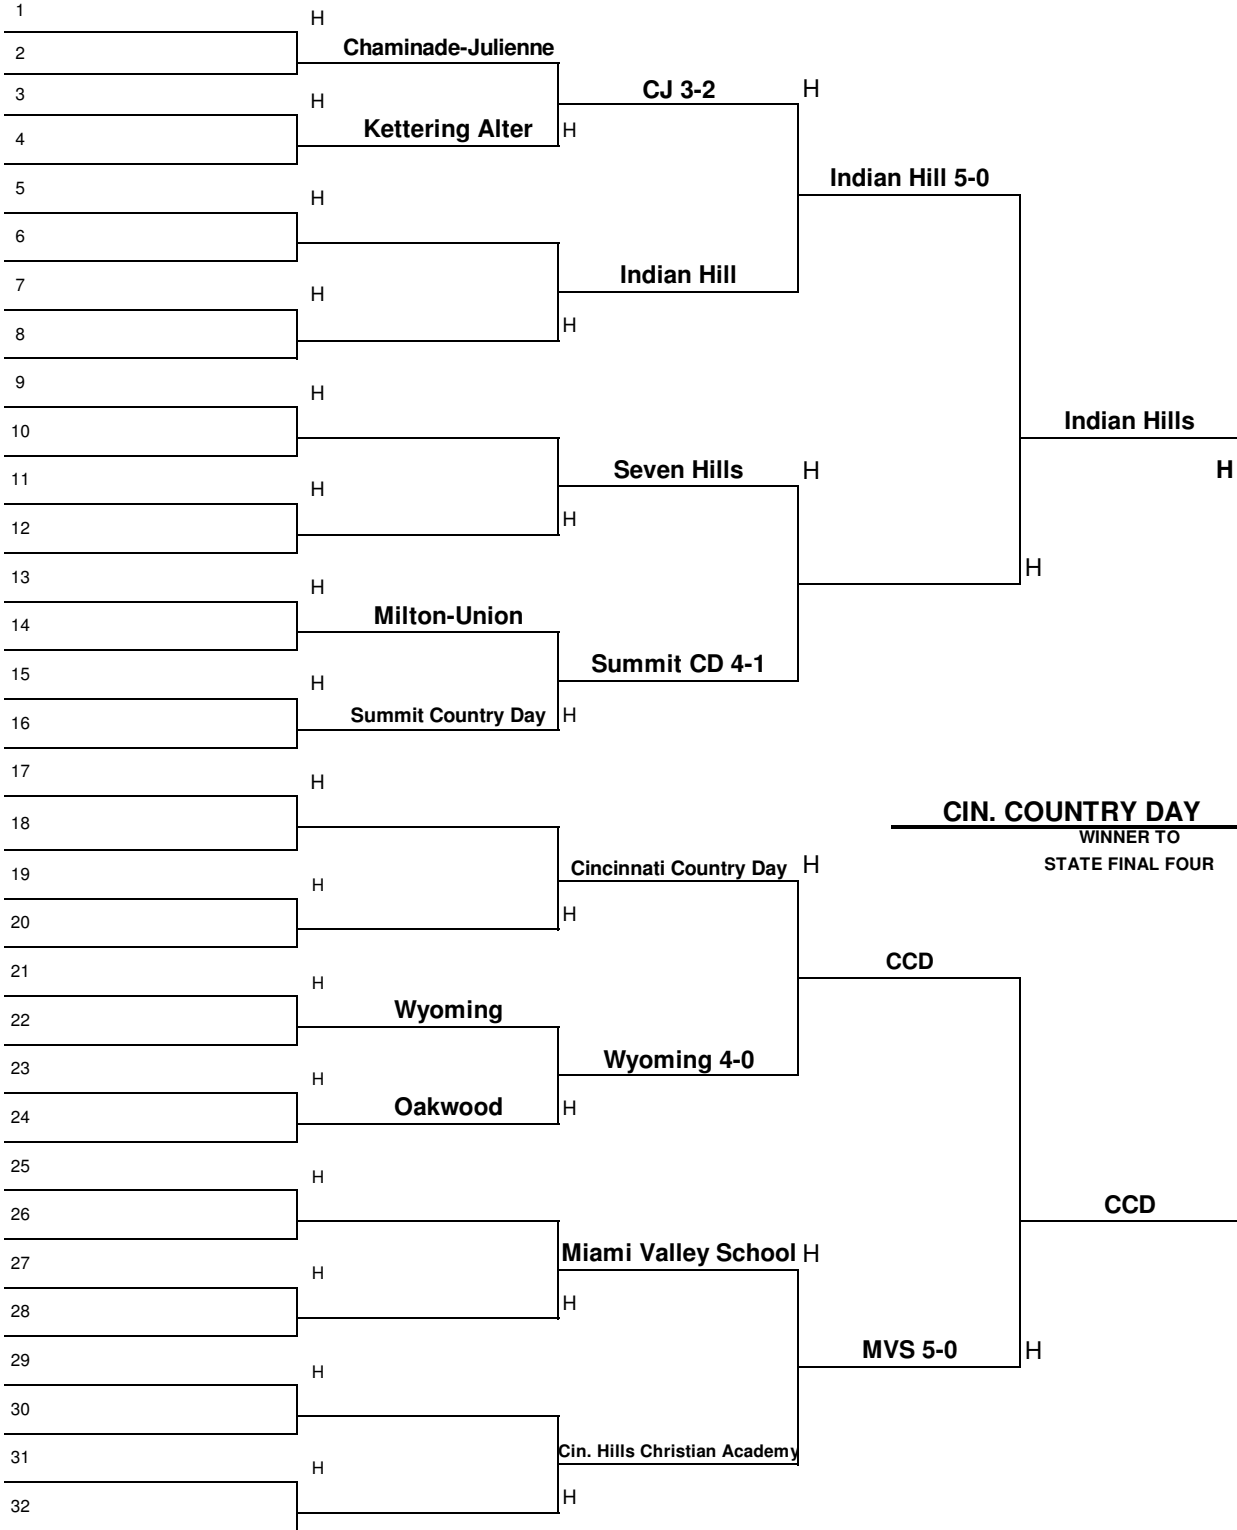 1
H
2
Chaminade-Julienne
3
H
CJ 3-2
H
4
Kettering Alter
H
5
H
Indian Hill 5-0
6
7
H
Indian Hill
8
H
9
H
10
Indian Hills
11
H
Seven Hills
H
H
12
H
13
H
H
14
Milton-Union
15
H
Summit CD 4-1
16
Summit Country Day
H
17
H
18
CIN. COUNTRY DAY
WINNER TO
STATE FINAL FOUR
19
H
Cincinnati Country Day
H
20
H
21
H
CCD
22
Wyoming
23
H
Wyoming 4-0
24
Oakwood
H
25
H
26
CCD
27
H
Miami Valley School
H
28
H
29
H
MVS 5-0
H
30
31
H
Cin. Hills Christian Academy
32
H